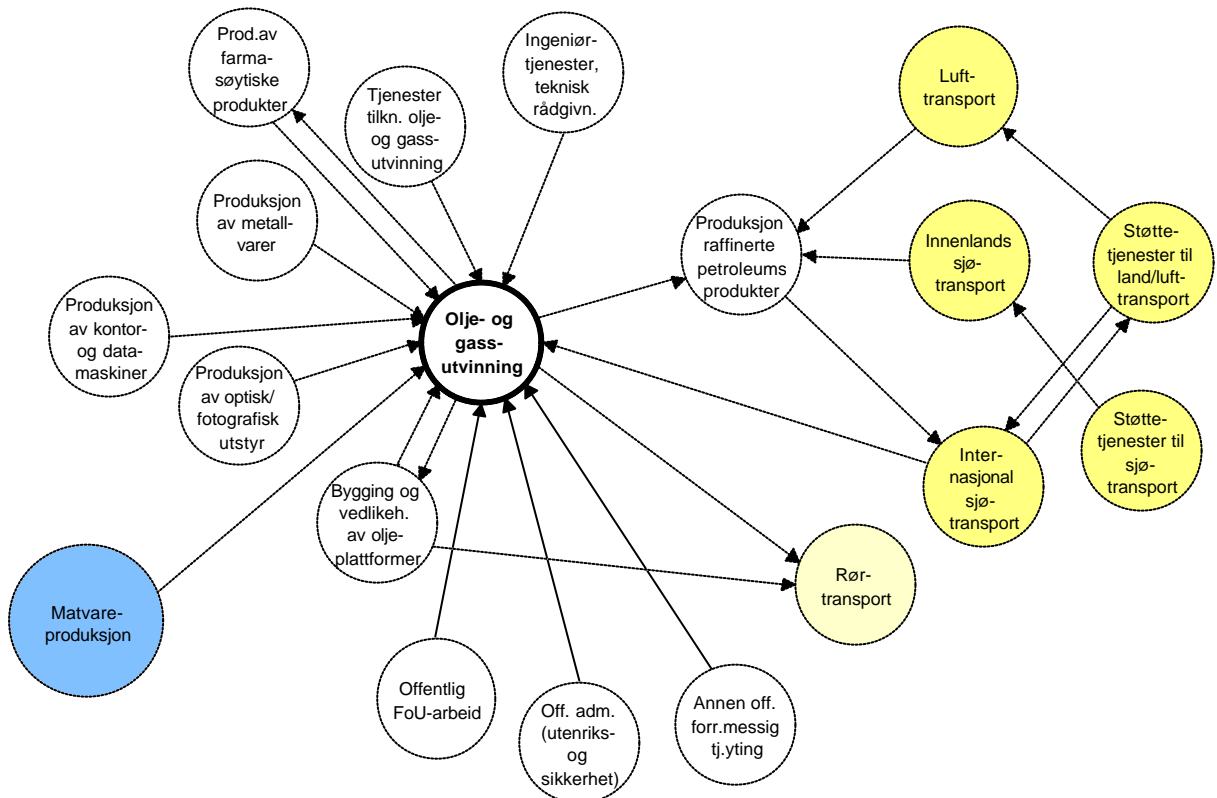 Prod.av
farma-
søytiske
produkter
Tjenester
tilkn. olje-
og gass-
utvinning
Ingeniør-
tjenester,
teknisk
rådgivn.
Luft-
transport
Produksjon
av metall-
varer
Produksjon
raffinerte
petroleums
produkter
Innenlands
sjø-
transport
Støtte-
tjenester til
land/luft-
transport
Produksjon
av kontor-
og data-
maskiner
Olje- og
gass-
utvinning
Produksjon
av optisk/
fotografisk
utstyr
Støtte-
tjenester til
sjø-
transport
Inter-
nasjonal
sjø-
transport
Bygging og
vedlikeh.
av olje-
plattformer
Rør-
transport
Matvare-
produksjon
Offentlig
FoU-arbeid
Off. adm.
(utenriks-
og
sikkerhet)
Annen off.
forr.messig
tj.yting